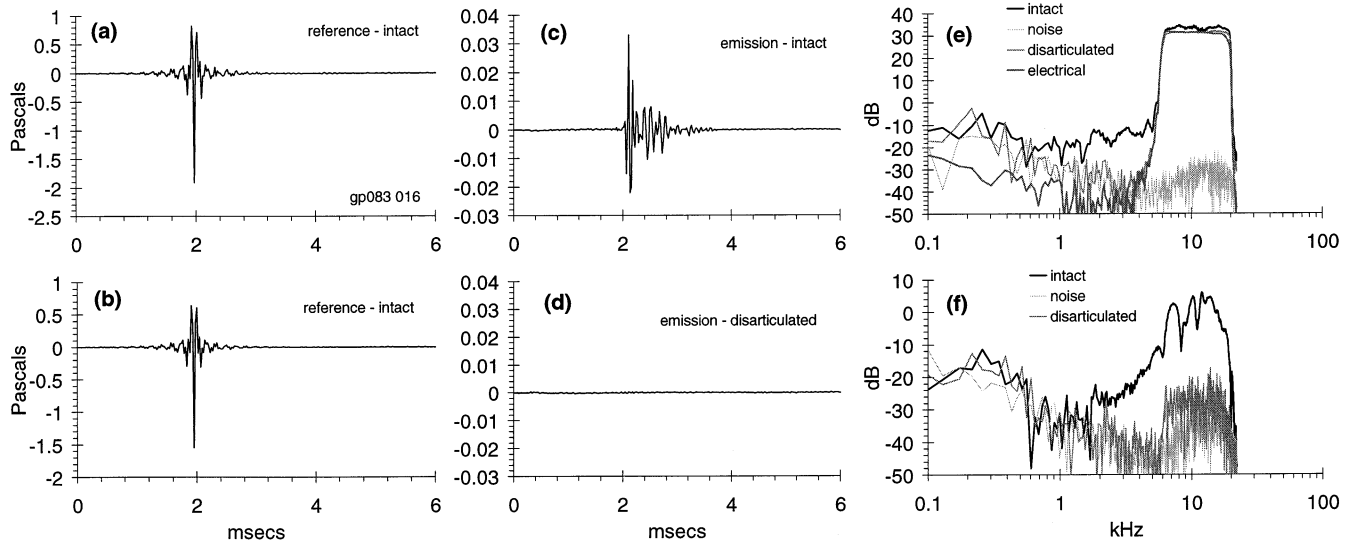 (a)
reference - intact
gp083 016
Pascals
1
0.5
0
-0.5
-1
-1.5
-2
-2.5
0
2
4
6
(c)
emission - intact
0.04
0.03
0.02
0.01
0
-0.01
-0.02
-0.03
0
2
4
6
(e)
intact
noise
disarticulated
electrical
dB
40
30
20
10
0
-10
-20
-30
-40
-50
0.1
1
10
100
(b)
reference - intact
Pascals
1
0.5
0
-0.5
-1
-1.5
-2
0
2
4
6
msecs
(d)
emission - disarticulated
0.04
0.03
0.02
0.01
0
-0.01
-0.02
-0.03
0
2
4
6
msecs
(f)
intact
noise
disarticulated
dB
10
0
-10
-20
-30
-40
-50
0.1
1
10
100
kHz